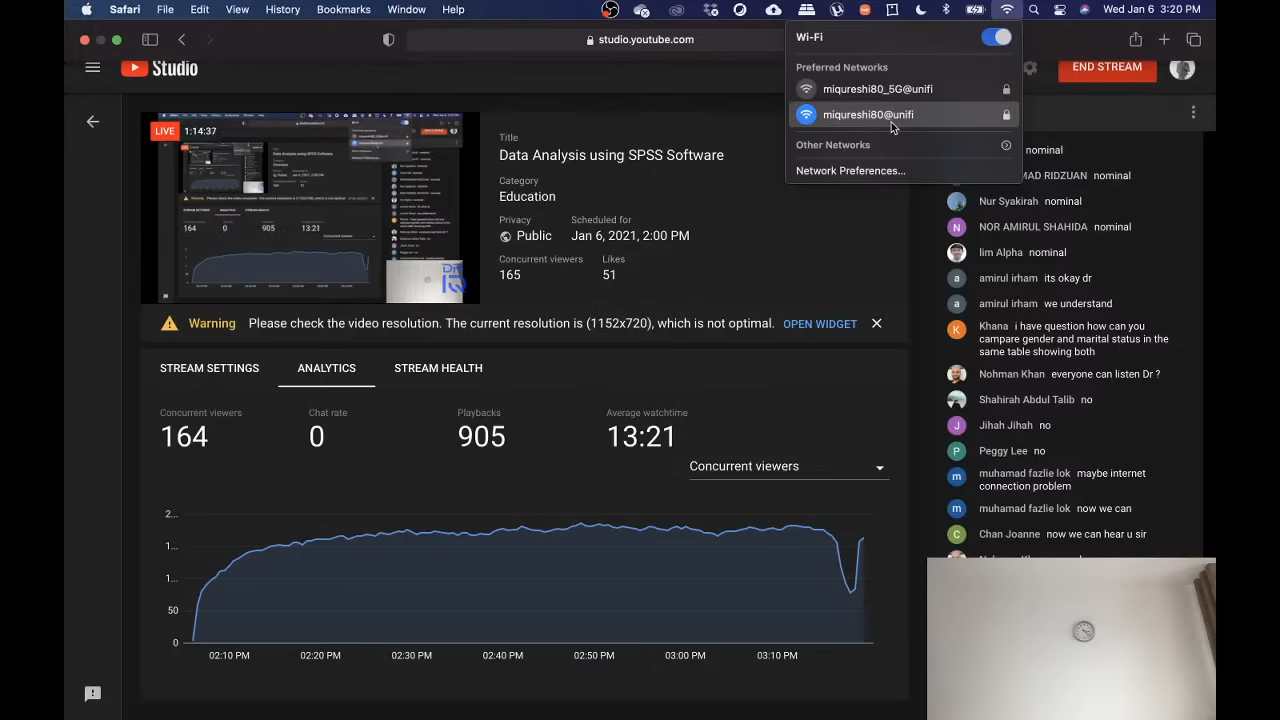 Safari File Edit View History Bookmarks Window Help
Wed Jan 6 3:20 PM
studio.youtube.com
Wi-Fi
Preferred Networks
miqureshi80_5G@unifi
miqureshi80@unifi
Other Networks
Network Preferences...
Studio
END STREAM
LIVE 1:14:37
Title
Data Analysis using SPSS Software
Category
Education
Privacy
Public
Scheduled for
Jan 6, 2021, 2:00 PM
Concurrent viewers
165
Likes
51
Warning Please check the video resolution. The current resolution is (1152x720), which is not optimal. OPEN WIDGET
STREAM SETTINGS ANALYTICS STREAM HEALTH
Concurrent viewers
164
Chat rate
0
Playbacks
905
Average watchtime
13:21
Concurrent viewers
2...
1...
1...
50
0
02:10 PM 02:20 PM 02:30 PM 02:40 PM 02:50 PM 03:00 PM 03:10 PM
nominal
MAD RIDZUAN nominal
Nur Syakirah nominal
N NOR AMIRUL SHAHIDA nominal
lim Alpha nominal
a amirul irham its okay dr
a amirul irham we understand
K Khana i have question how can you
campare gender and marital status in
the same table showing both
Nohman Khan everyone can listen Dr ?
Shahirah Abdul Talib no
J Jihah Jihah no
P Peggy Lee no
m muhamad fazlie lok maybe internet
connection problem
m muhamad fazlie lok now we can
C Chan Joanne now we can hear u sir